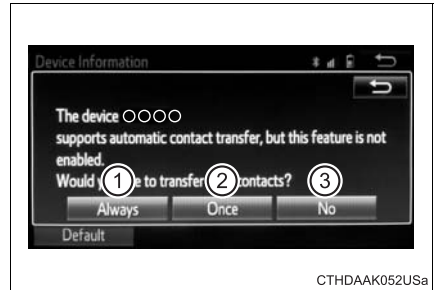 Device Information
The device ○○○○
supports automatic contact transfer, but this feature is not
enabled.
Would to transfer contacts?
1 2 3
Always Once No
Default
CTHDAAK052USa